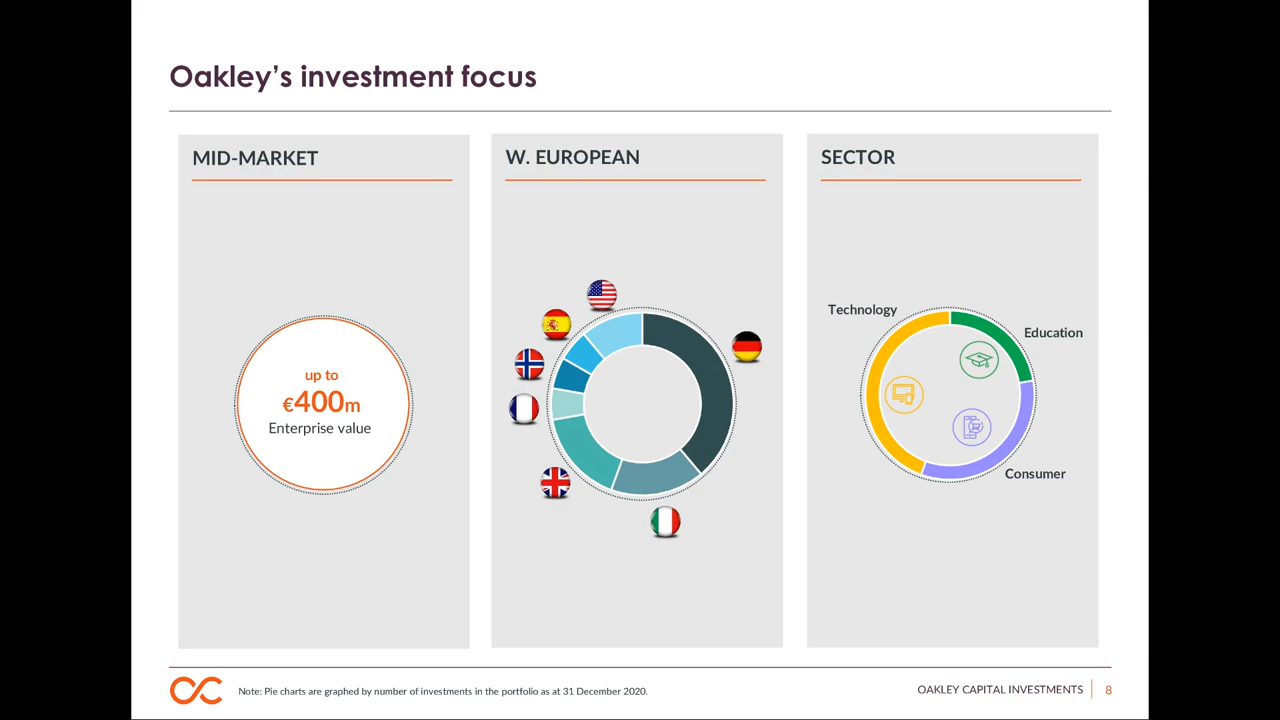 Oakley's investment focus
MID-MARKET
up to
€400m
Enterprise value
W. EUROPEAN
SECTOR
Technology
Education
Consumer
Note: Pie charts are graphed by number of investments in the portfolio as at 31 December 2020.
OAKLEY CAPITAL INVESTMENTS
8